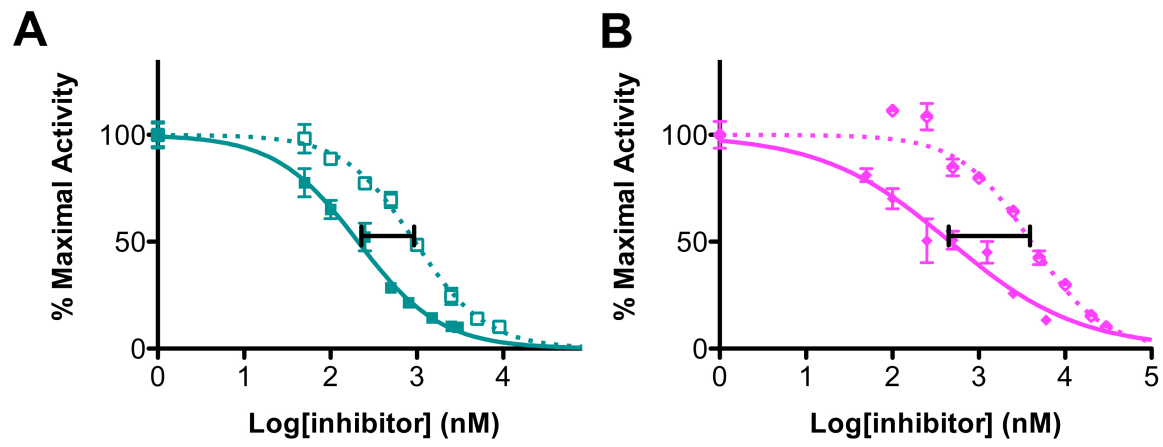 A
% Maximal Activity
100
50
0
0 1 2 3 4
Log[inhibitor] (nM)
B
% Maximal Activity
100
50
0
0 1 2 3 4 5
Log[inhibitor] (nM)